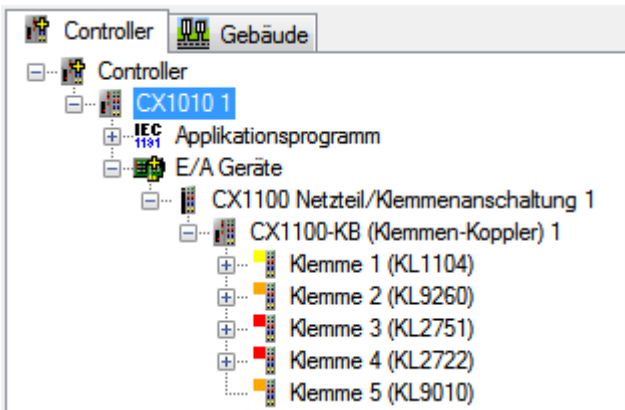 Controller Gebäude
Controller
CX1010 1
IEC 1131 Applikationsprogramm
E/A Geräte
CX1100 Netzteil/Klemmenanschaltung 1
CX1100-KB (Klemmen-Koppler) 1
Klemme 1 (KL1104)
Klemme 2 (KL9260)
Klemme 3 (KL2751)
Klemme 4 (KL2722)
Klemme 5 (KL9010)